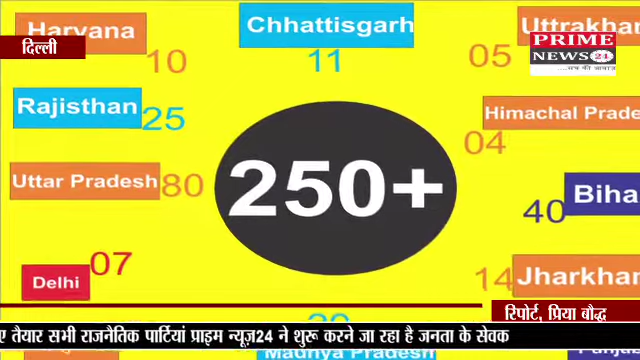 Haryana
Chhattisgarh
Uttrakhan
दिल्ली
PRIME
NEWS 24
10
11
05
Rajisthan
25
Himachal Prade
04
Uttar Pradesh
80
250+
Biha
40
07
Delhi
14
Jharkhan
रिपोर्ट, प्रिया बौद्ध
ए तैयार सभी राजनैतिक पार्टियां प्राइम न्यूज़24 ने शुरू करने जा रहा है जनता के सेवक
Madhya Pradesh